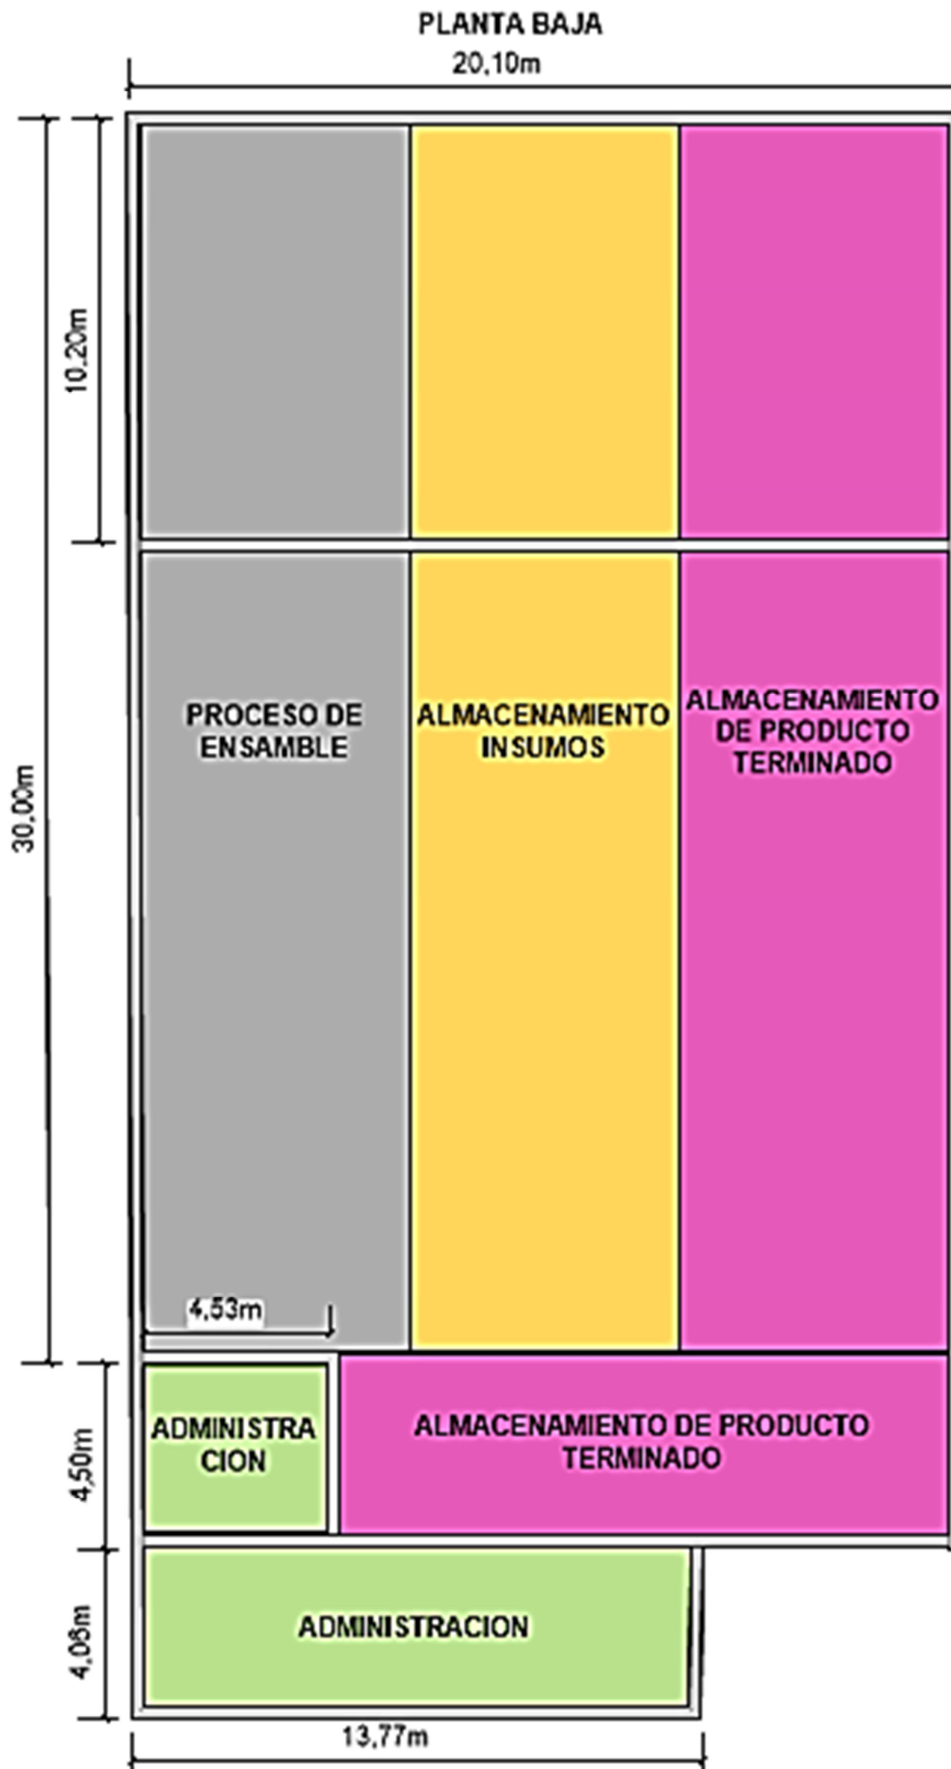 PLANTA BAJA
20,10m
10,20m
30,00m
PROCESO DE
ENSAMBLE
ALMACENAMIENTO
INSUMOS
ALMACENAMIENTO
DE PRODUCTO
TERMINADO
4,53m
4,50m
ADMINISTRA
CION
ALMACENAMIENTO DE PRODUCTO
TERMINADO
4,06m
ADMINISTRACION
13,77m